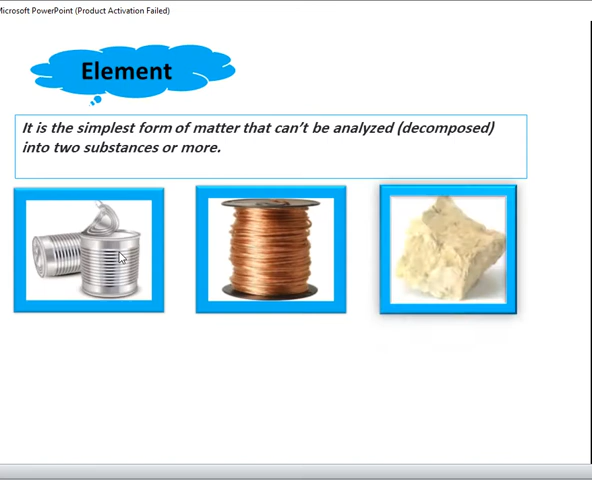 Microsoft PowerPoint (Product Activation Failed)
Element
It is the simplest form of matter that can't be analyzed (decomposed)
into two substances or more.